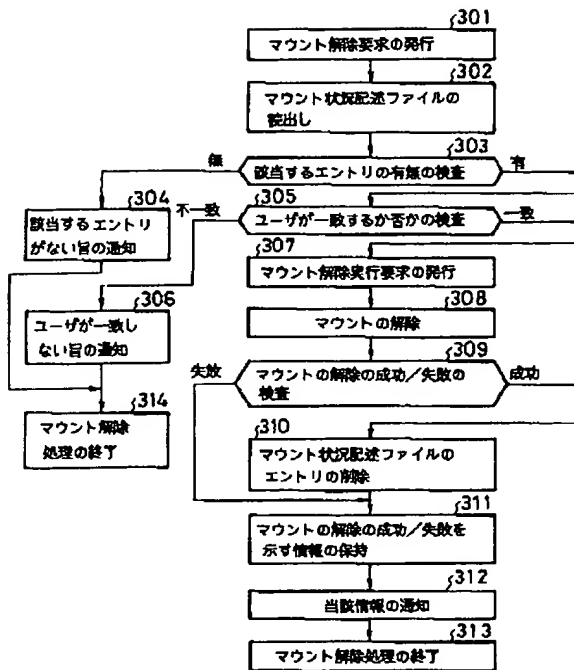 301
マウント解除要求の発行
302
マウント状況記述ファイルの
読出し
303
無
該当するエントリの有無の検査
有
304
該当するエントリ
がない旨の通知
305
不一致
ユーザが一致するか否かの検査
一致
307
マウント解除実行要求の発行
306
ユーザが一致し
ない旨の通知
308
マウントの解除
309
失敗
マウントの解除の成功/失敗の
検査
成功
314
マウント解除
処理の終了
310
マウント状況記述ファイルの
エントリの削除
311
マウントの解除の成功/失敗を
示す情報の保持
312
当該情報の通知
313
マウント解除処理の終了